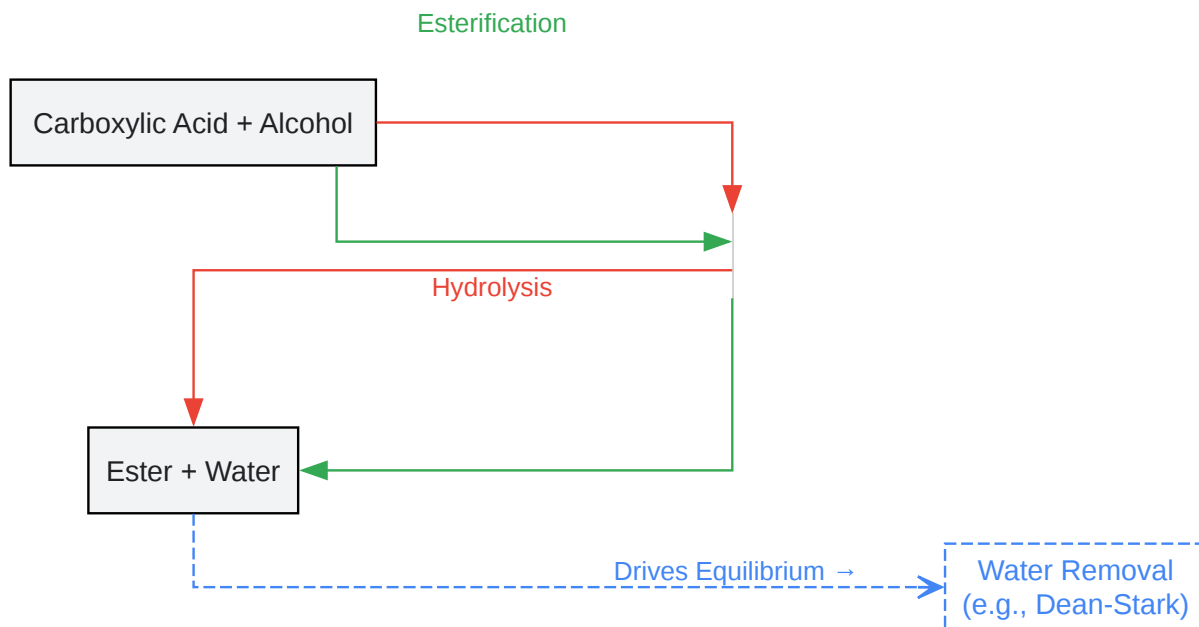 Esterification
Carboxylic Acid + Alcohol
Hydrolysis
Ester + Water
Drives Equilibrium →
Water Removal
(e.g., Dean-Stark)